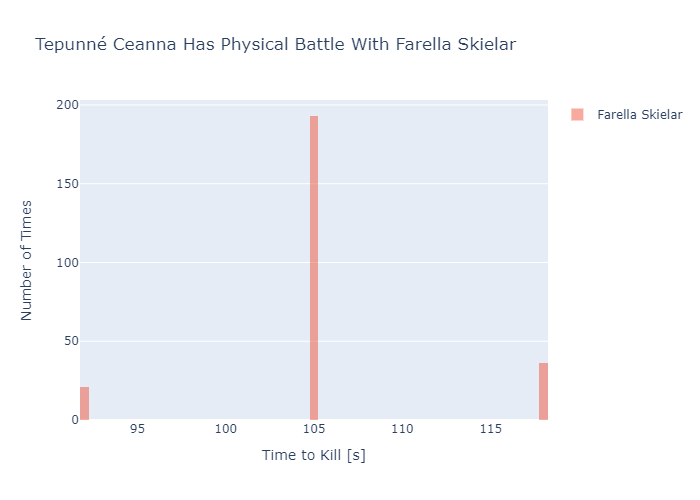 Tepunné Ceanna Has Physical Battle With Farella Skielar
Farella Skielar
200
150
100
50
0
Number of Times
95 100 105 110 115
Time to Kill [s]